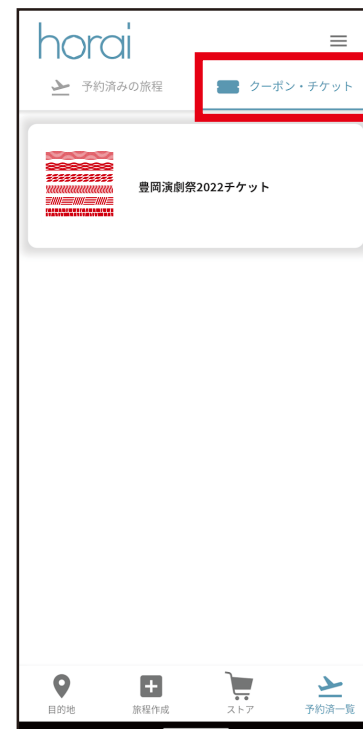 horai
予約済みの旅程
クーポン・チケット
豊岡演劇祭2022チケット
目的地
旅程作成
ストア
予約済一覧